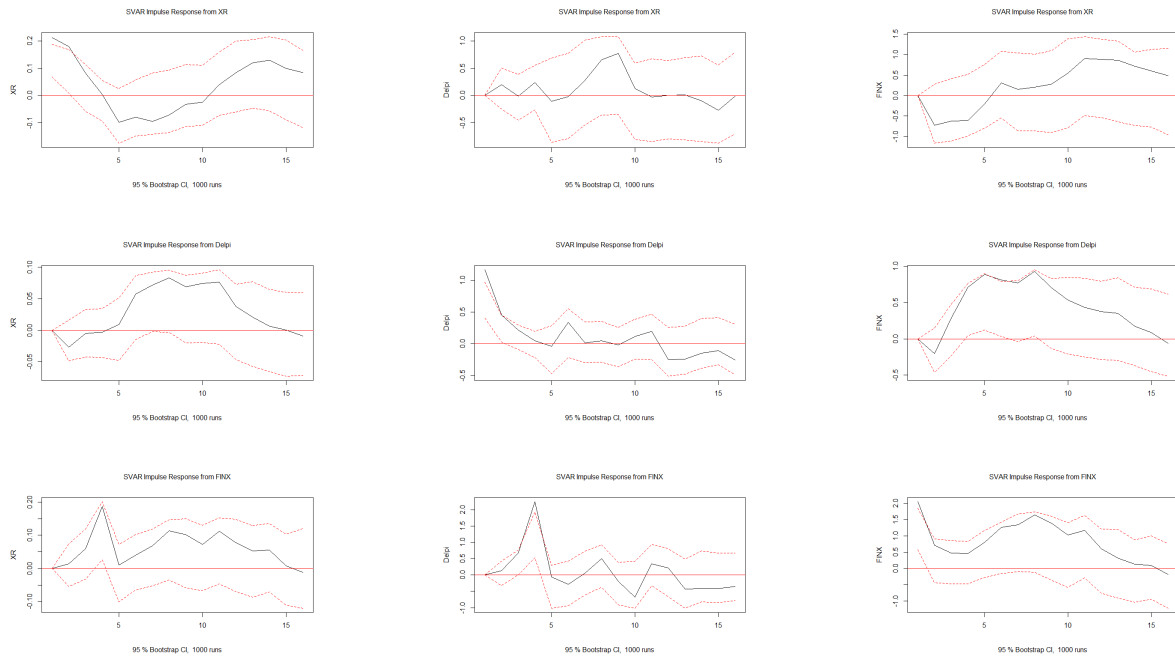 SVAR Impulse Response from XR
XR
0.2
0.1
0.0
-0.1
5
10
15
95 % Bootstrap CI, 1000 runs
SVAR Impulse Response from XR
Delpi
1.0
0.5
0.0
-0.5
5
10
15
95 % Bootstrap CI, 1000 runs
SVAR Impulse Response from XR
FINX
1.5
1.0
0.5
0.0
-0.5
-1.0
5
10
15
95 % Bootstrap CI, 1000 runs
SVAR Impulse Response from Delpi
XR
0.10
0.05
0.00
-0.05
5
10
15
95 % Bootstrap CI, 1000 runs
SVAR Impulse Response from Delpi
Delpi
1.0
0.5
0.0
-0.5
5
10
15
95 % Bootstrap CI, 1000 runs
SVAR Impulse Response from Delpi
FINX
1.0
0.5
0.0
-0.5
5
10
15
95 % Bootstrap CI, 1000 runs
SVAR Impulse Response from FINX
XR
0.20
0.10
0.00
-0.10
5
10
15
95 % Bootstrap CI, 1000 runs
SVAR Impulse Response from FINX
Delpi
2.0
1.0
0.5
0.0
-1.0
5
10
15
95 % Bootstrap CI, 1000 runs
SVAR Impulse Response from FINX
FINX
2.0
1.5
1.0
0.5
0.0
-1.0
5
10
15
95 % Bootstrap CI, 1000 runs